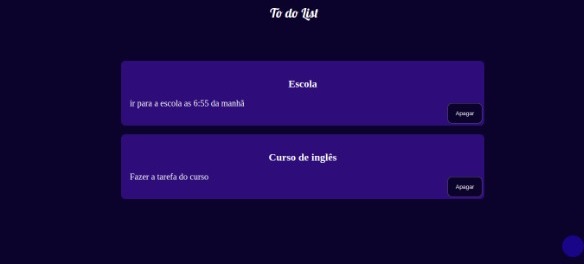 To do List
Escola
ir para a escola as 6:55 da manhã
Apagar
Curso de inglês
Fazer a tarefa do curso
Apagar